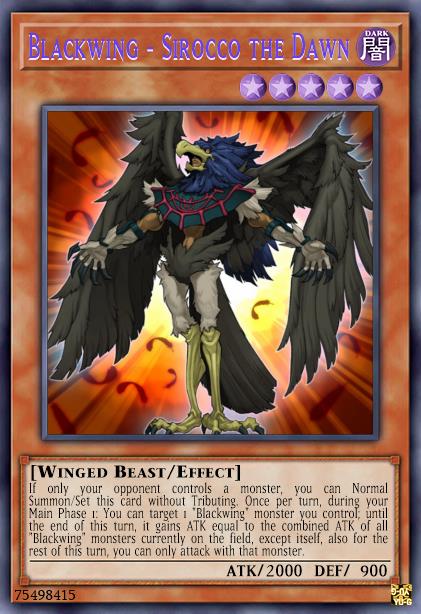 Blackwing - Sirocco the Dawn
DARK
闇
[Winged Beast/Effect]
If only your opponent controls a monster, you can Normal
Summon/Set this card without Tributing. Once per turn, during your
Main Phase 1: You can target 1 "Blackwing" monster you control; until
the end of this turn, it gains ATK equal to the combined ATK of all
"Blackwing" monsters currently on the field, except itself, also for the
rest of this turn, you can only attack with that monster.
ATK/2000 DEF/ 900
75498415